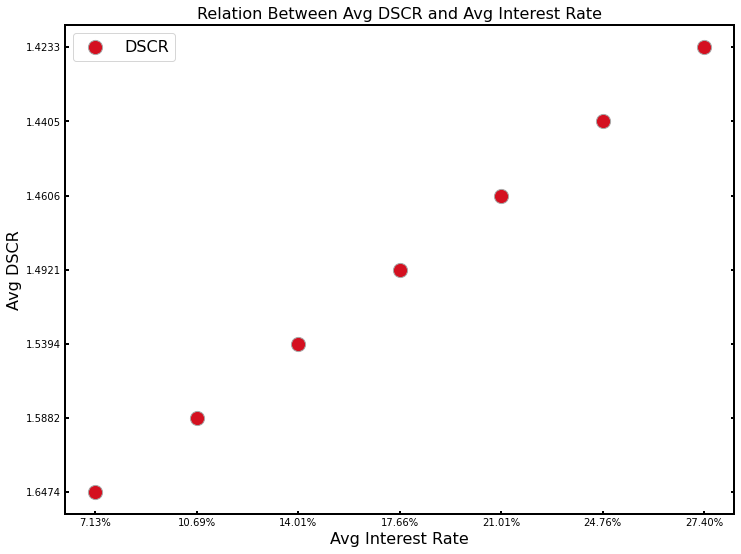 Relation Between Avg DSCR and Avg Interest Rate
DSCR
Avg DSCR
1.4233
1.4405
1.4606
1.4921
1.5394
1.5882
1.6474
7.13% 10.69% 14.01% 17.66% 21.01% 24.76% 27.40%
Avg Interest Rate